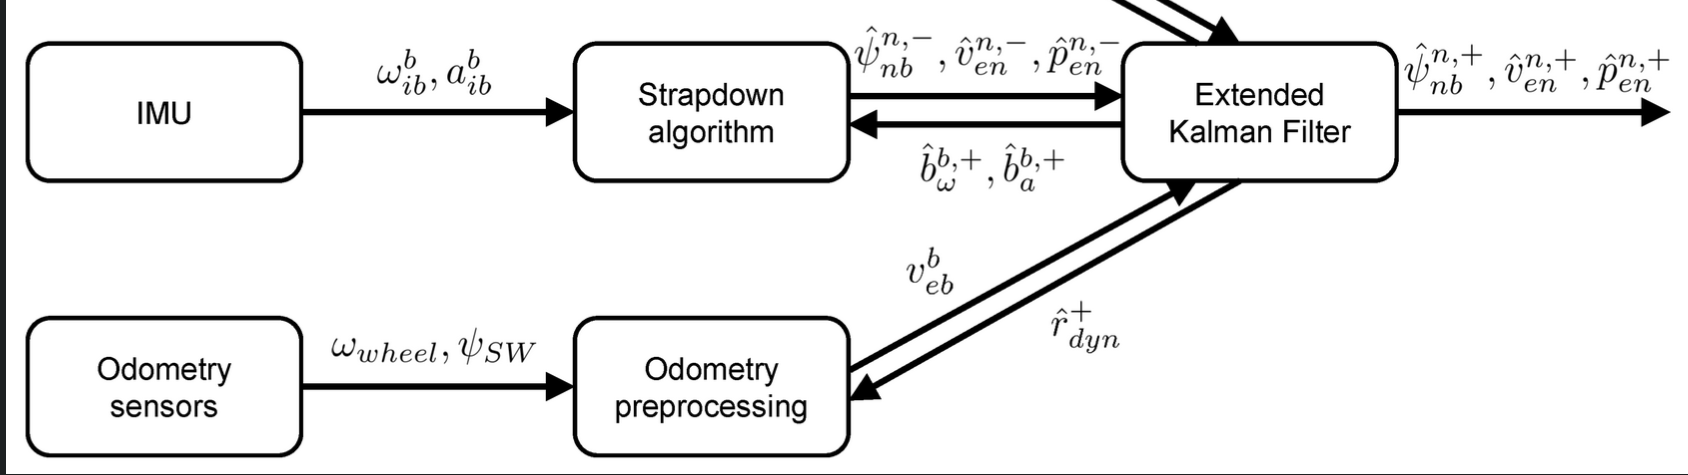 IMU
$\omega_{ib}^{b}, a_{ib}^{b}$
Strapdown
algorithm
$\hat{\psi}_{nb}^{n,-}, \hat{v}_{en}^{n,-}, \hat{p}_{en}^{n,-}$
$\hat{b}_{\omega}^{b,+}, \hat{b}_{a}^{b,+}$
Extended
Kalman Filter
$\hat{\psi}_{nb}^{n,+}, \hat{v}_{en}^{n,+}, \hat{p}_{en}^{n,+}$
$v_{eb}^{b}$
$\hat{r}_{dyn}^{+}$
Odometry
sensors
$\omega_{wheel}, \psi_{SW}$
Odometry
preprocessing